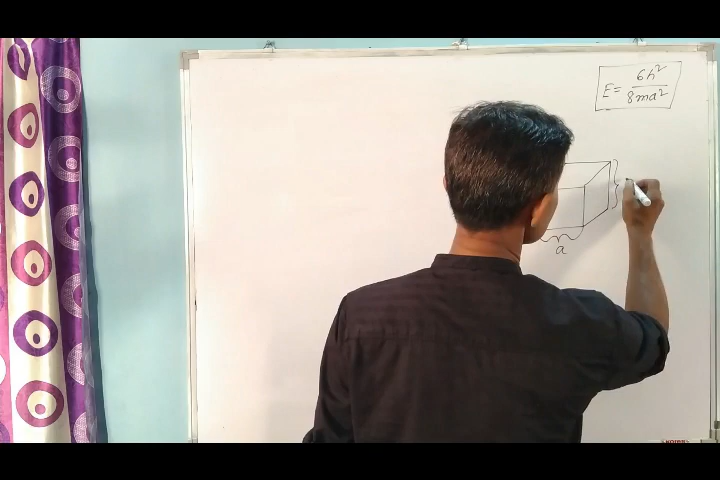 E = 6h²/8ma²
a